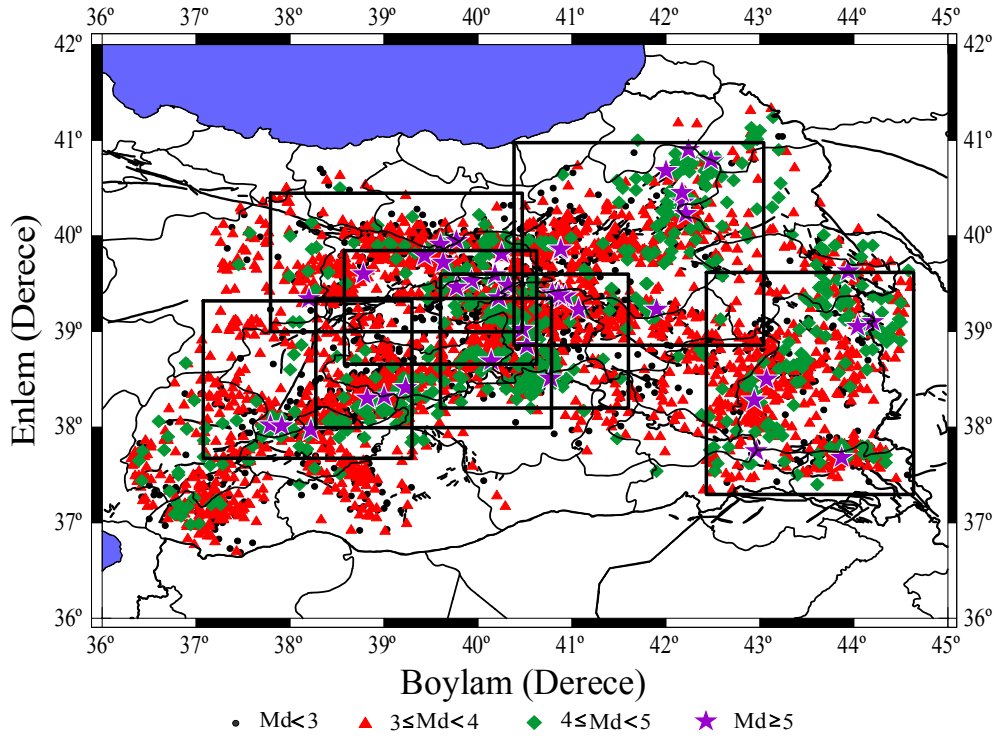 36º 37º 38º 39º 40º 41º 42º 43º 44º 45º
42º 42º
41º 41º
40º 40º
39º 39º
38º 38º
37º 37º
36º 36º
36º 37º 38º 39º 40º 41º 42º 43º 44º 45º
Enlem (Derece)
Boylam (Derece)
Md<3 3≤Md<4 4≤Md<5 Md≥5